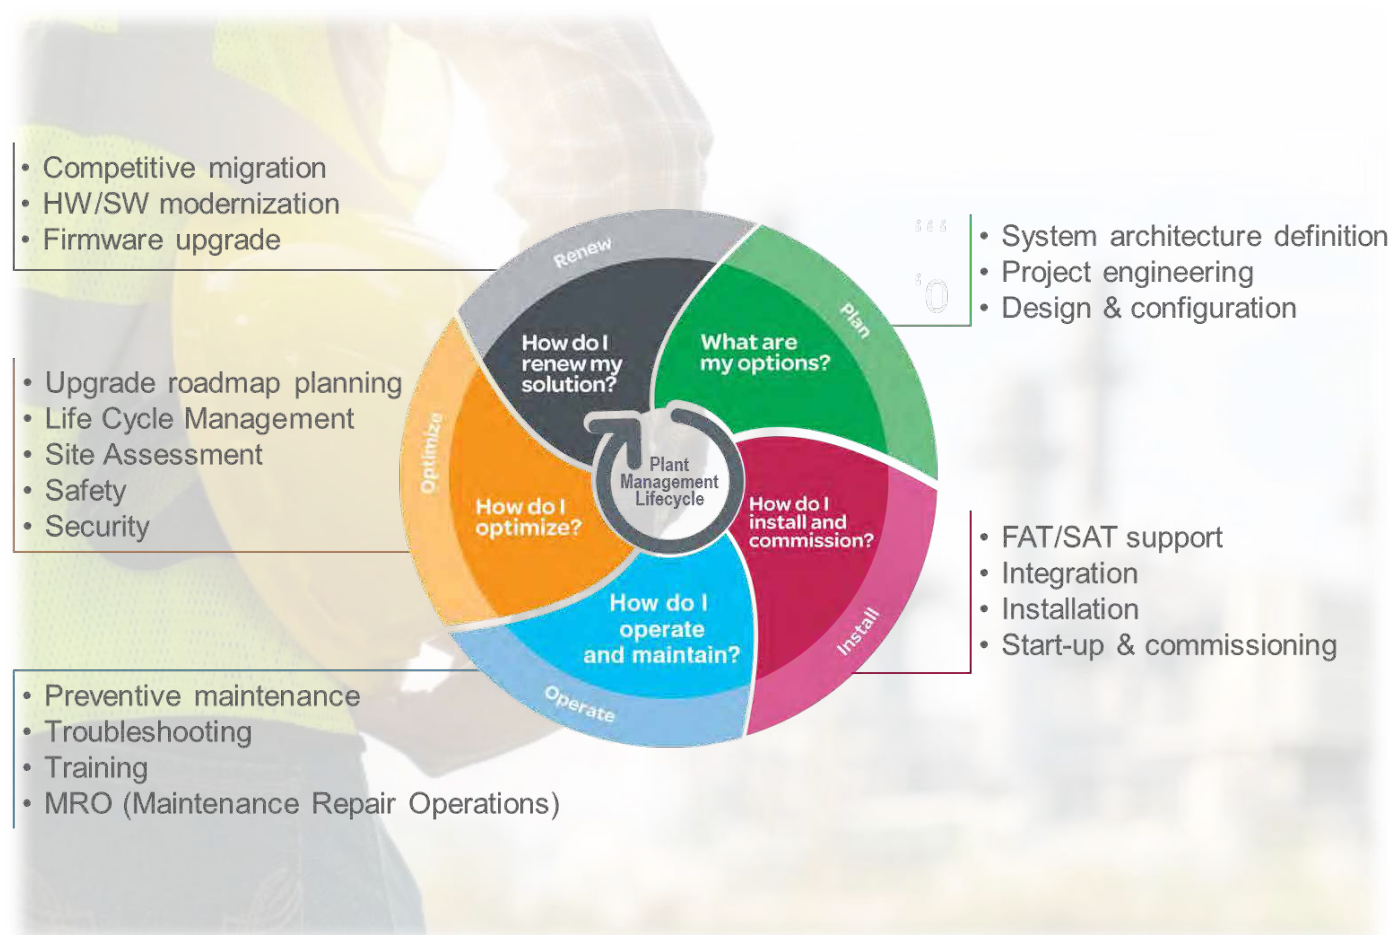 • Competitive migration
• HW/SW modernization
• Firmware upgrade
• System architecture definition
• Project engineering
• Design & configuration
Renew
Plan
How do I
renew my
solution?
What are
my options?
• Upgrade roadmap planning
• Life Cycle Management
• Site Assessment
• Safety
• Security
Optimize
How do I
optimize?
Plant
Management
Lifecycle
How do I
install and
commission?
Install
• FAT/SAT support
• Integration
• Installation
• Start-up & commissioning
How do I
operate
and maintain?
Operate
• Preventive maintenance
• Troubleshooting
• Training
• MRO (Maintenance Repair Operations)